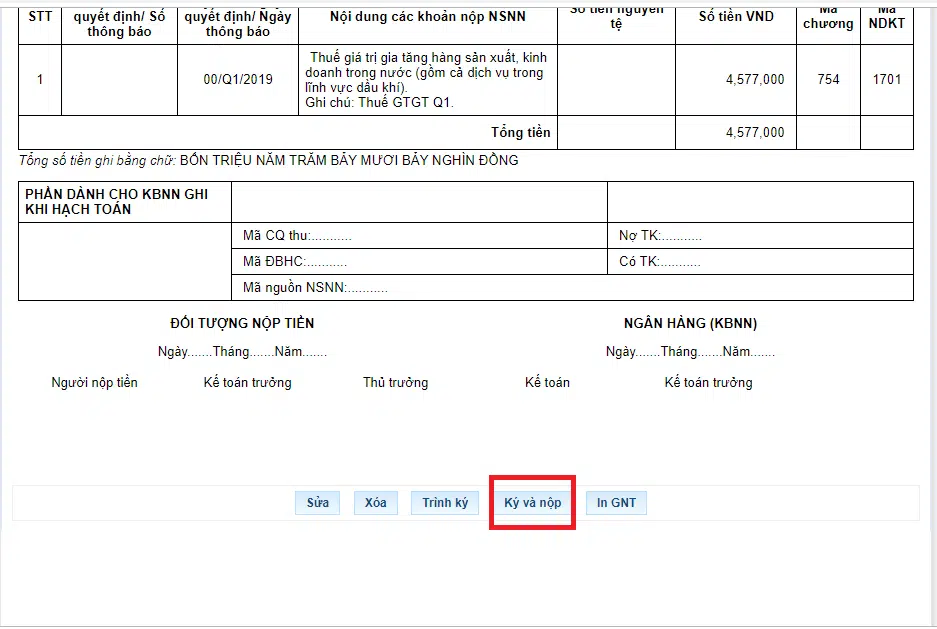 STT
quyết định/ Số
thông báo
quyết định/ Ngày
thông báo
Nội dung các khoản nộp NSNN
Số tiền nguyên
tệ
Số tiền VND
Mã
chương
Mã
NDKT
1
00/Q1/2019
Thuế giá trị gia tăng hàng sản xuất, kinh
doanh trong nước (gồm cả dịch vụ trong
lĩnh vực dầu khí).
Ghi chú: Thuế GTGT Q1.
4,577,000
754
1701
Tổng tiền
4,577,000
Tổng số tiền ghi bằng chữ: BỐN TRIỆU NĂM TRĂM BẢY MƯƠI BẢY NGHÌN ĐỒNG
PHẦN DÀNH CHO KBNN GHI
KHI HẠCH TOÁN
Mã CQ thu:...........
Nợ TK:...........
Mã ĐBHC:...........
Có TK:...........
Mã nguồn NSNN:...........
ĐỐI TƯỢNG NỘP TIỀN
NGÂN HÀNG (KBNN)
Ngày.......Tháng.......Năm.......
Ngày.......Tháng.......Năm.......
Người nộp tiền
Kế toán trưởng
Thủ trưởng
Kế toán
Kế toán trưởng
Sửa
Xóa
Trình ký
Ký và nộp
In GNT